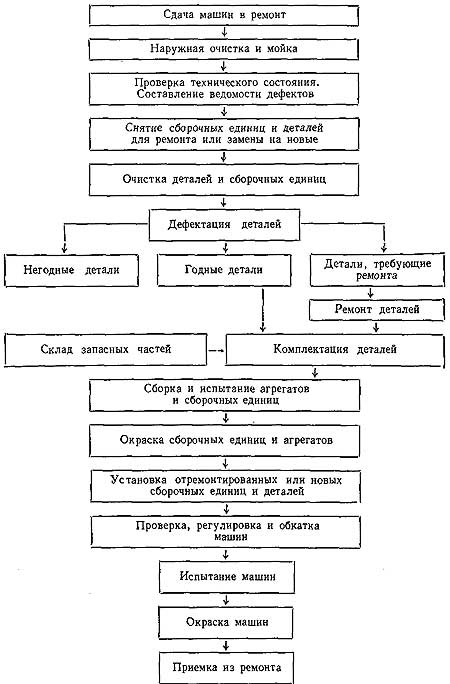 Сдача машин в ремонт
Наружная очистка и мойка
Проверка технического состояния.
Составление ведомости дефектов
Снятие сборочных единиц и деталей
для ремонта или замены на новые
Очистка деталей и сборочных единиц
Дефектация деталей
Негодные детали
Годные детали
Детали, требующие
ремонта
Ремонт деталей
Склад запасных частей
Комплектация деталей
Сборка и испытание агрегатов
и сборочных единиц
Окраска сборочных единиц и агрегатов
Установка отремонтированных или новых
сборочных единиц и деталей
Проверка, регулировка и обкатка
машин
Испытание машин
Окраска машин
Приемка из ремонта